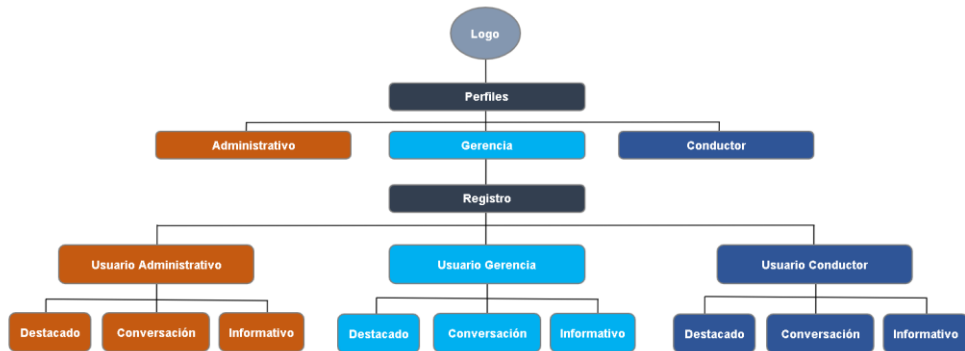 Logo
Perfiles
Administrativo
Gerencia
Conductor
Registro
Usuario Administrativo
Usuario Gerencia
Usuario Conductor
Destacado
Conversación
Informativo
Destacado
Conversación
Informativo
Destacado
Conversación
Informativo